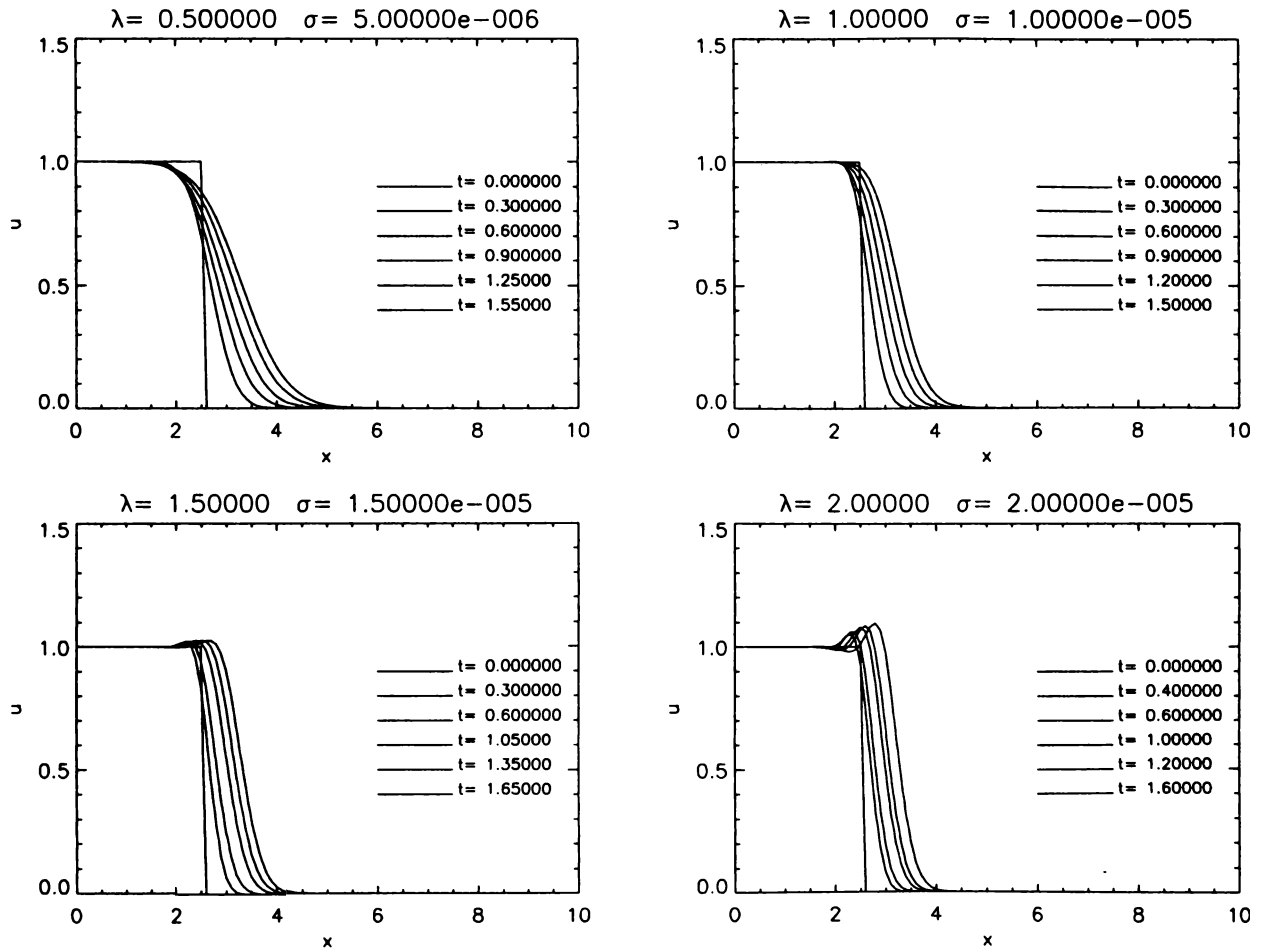 λ= 0.500000 σ= 5.00000e-006
1.5
1.0
0.5
0.0
u
t= 0.000000
t= 0.300000
t= 0.600000
t= 0.900000
t= 1.25000
t= 1.55000
0 2 4 6 8 10
x
λ= 1.00000 σ= 1.00000e-005
1.5
1.0
0.5
0.0
u
t= 0.000000
t= 0.300000
t= 0.600000
t= 0.900000
t= 1.20000
t= 1.50000
0 2 4 6 8 10
x
λ= 1.50000 σ= 1.50000e-005
1.5
1.0
0.5
0.0
u
t= 0.000000
t= 0.300000
t= 0.600000
t= 1.05000
t= 1.35000
t= 1.65000
0 2 4 6 8 10
x
λ= 2.00000 σ= 2.00000e-005
1.5
1.0
0.5
0.0
u
t= 0.000000
t= 0.400000
t= 0.600000
t= 1.00000
t= 1.20000
t= 1.60000
0 2 4 6 8 10
x